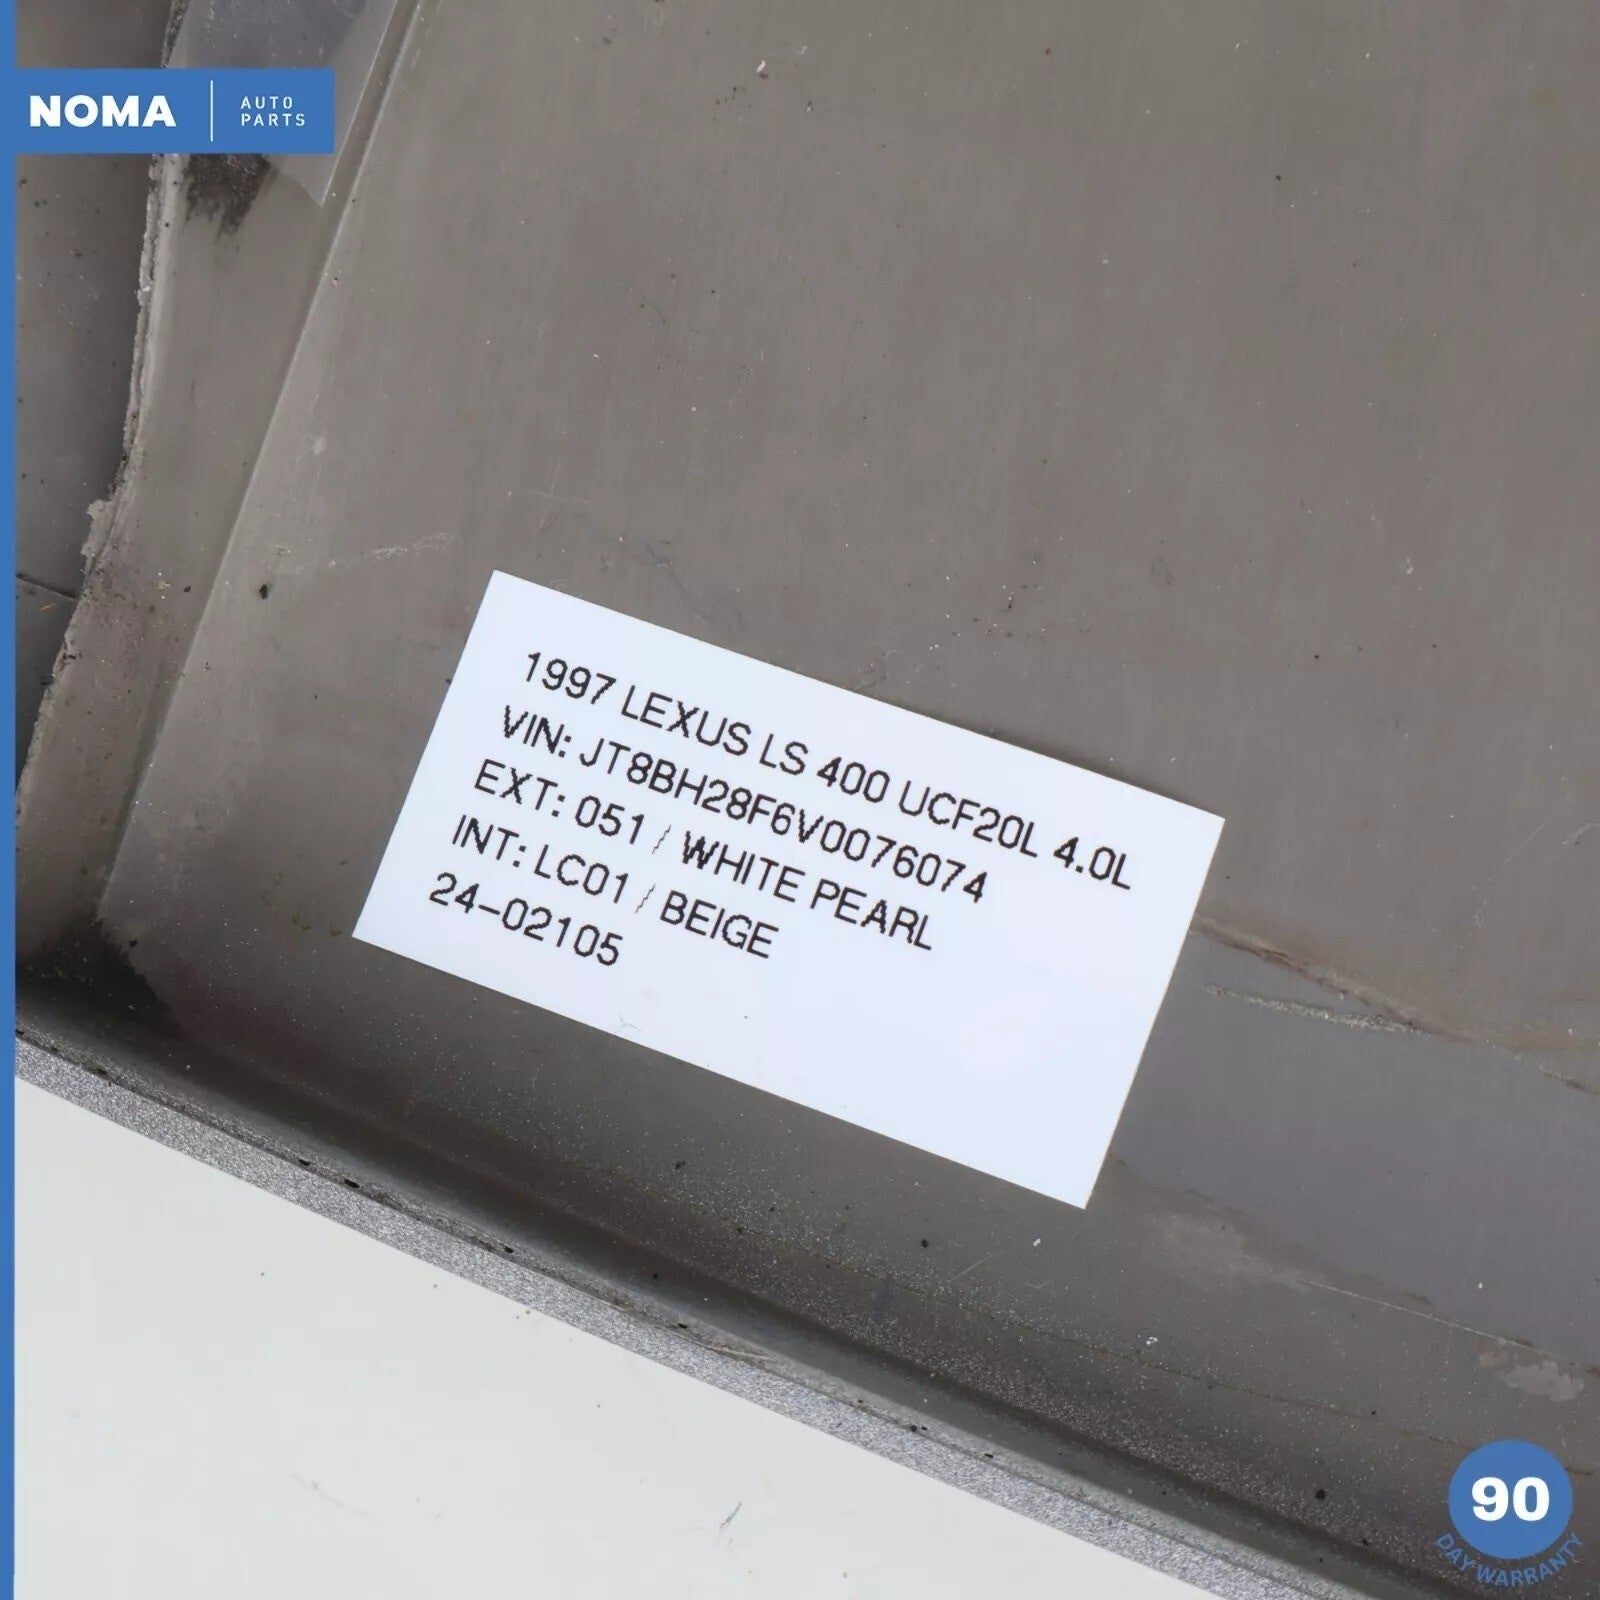 NOMA
AUTO
PARTS
1997 LEXUS LS 400 UCF20L 4.0L
VIN: JT8BH28F6V0076074
EXT: 051 / WHITE PEARL
INT: LC01 / BEIGE
24-02105
90
DAY WARRANTY